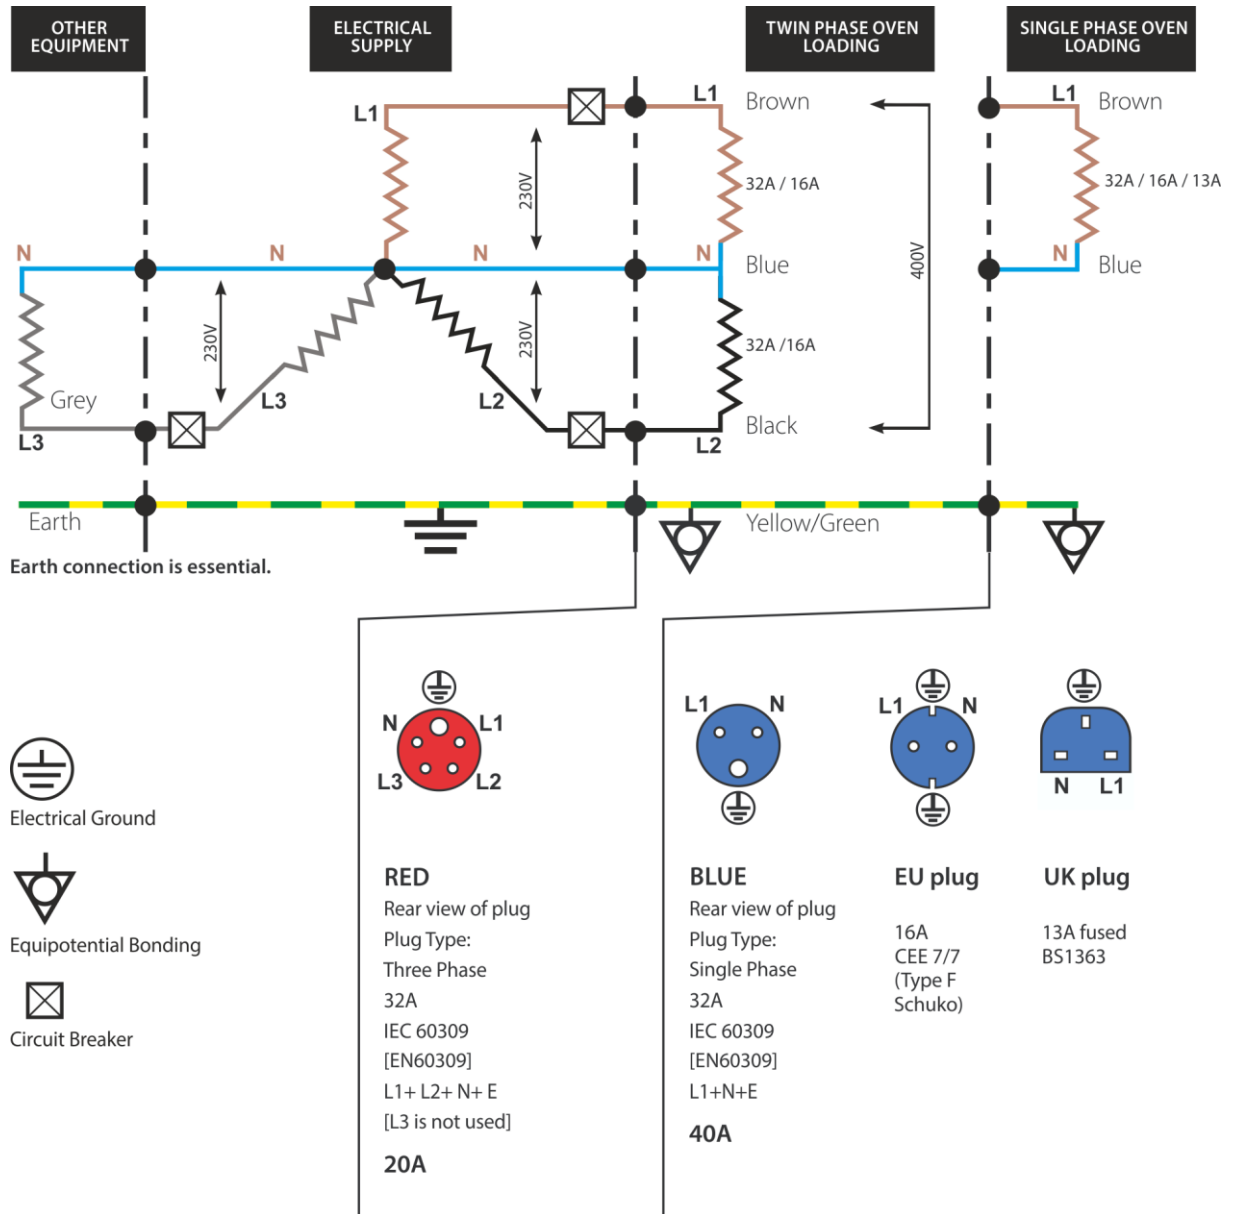 OTHER
EQUIPMENT
ELECTRICAL
SUPPLY
TWIN PHASE OVEN
LOADING
SINGLE PHASE OVEN
LOADING
L1
L1
Brown
L1
Brown
230V
32A / 16A
32A / 16A / 13A
N
N
N
N
Blue
400V
N
Blue
230V
230V
32A /16A
Grey
L3
L2
Black
L3
L2
Earth
Yellow/Green
Earth connection is essential.
Electrical Ground
Equipotential Bonding
Circuit Breaker
N
L1
L3
L2
RED
Rear view of plug
Plug Type:
Three Phase
32A
IEC 60309
[EN60309]
L1+ L2+ N+ E
[L3 is not used]
20A
L1
N
BLUE
Rear view of plug
Plug Type:
Single Phase
32A
IEC 60309
[EN60309]
L1+N+E
40A
L1
N
EU plug
16A
CEE 7/7
(Type F
Schuko)
N
L1
UK plug
13A fused
BS1363